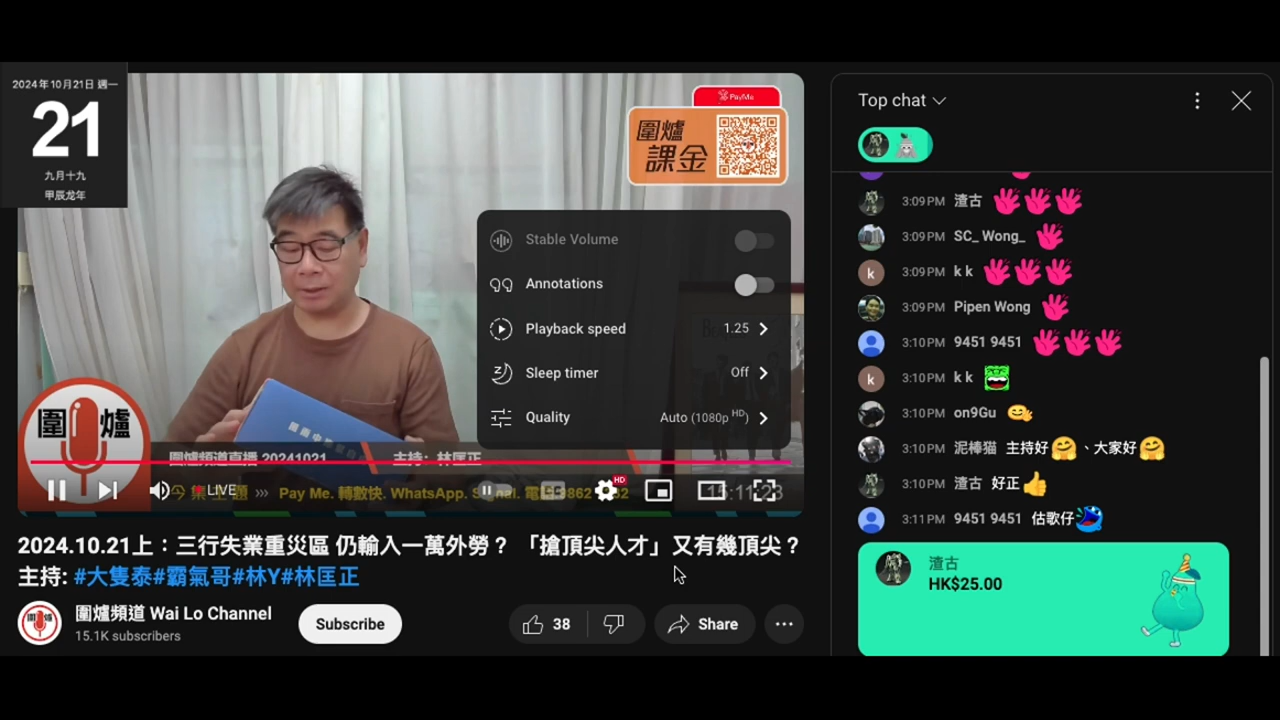 2024年10月21日 週一
21
九月十九
甲辰龙年
PayMe
圍爐
課金
Stable Volume
Annotations
Playback speed 1.25
Sleep timer Off
Quality Auto (1080p HD)
圍爐
圍爐頻道直播 20241021 主持：林匡正
LIVE
Pay Me. 轉數快. WhatsApp.
15:11:23
HD
2024.10.21上：三行失業重災區 仍輸入一萬外勞？ 「搶頂尖人才」又有幾頂尖？
主持: #大隻泰#霸氣哥#林Y#林匡正
圍爐頻道 Wai Lo Channel
15.1K subscribers
Subscribe
38
Share
Top chat
3:09 PM 渣古
3:09 PM SC_Wong_
3:09 PM k k
3:09 PM Pipen Wong
3:10 PM 9451 9451
3:10 PM k k
3:10 PM on9Gu
3:10 PM 泥棒猫 主持好🤗、大家好🤗
3:10 PM 渣古 好正👍
3:11 PM 9451 9451 估歌仔
渣古
HK$25.00